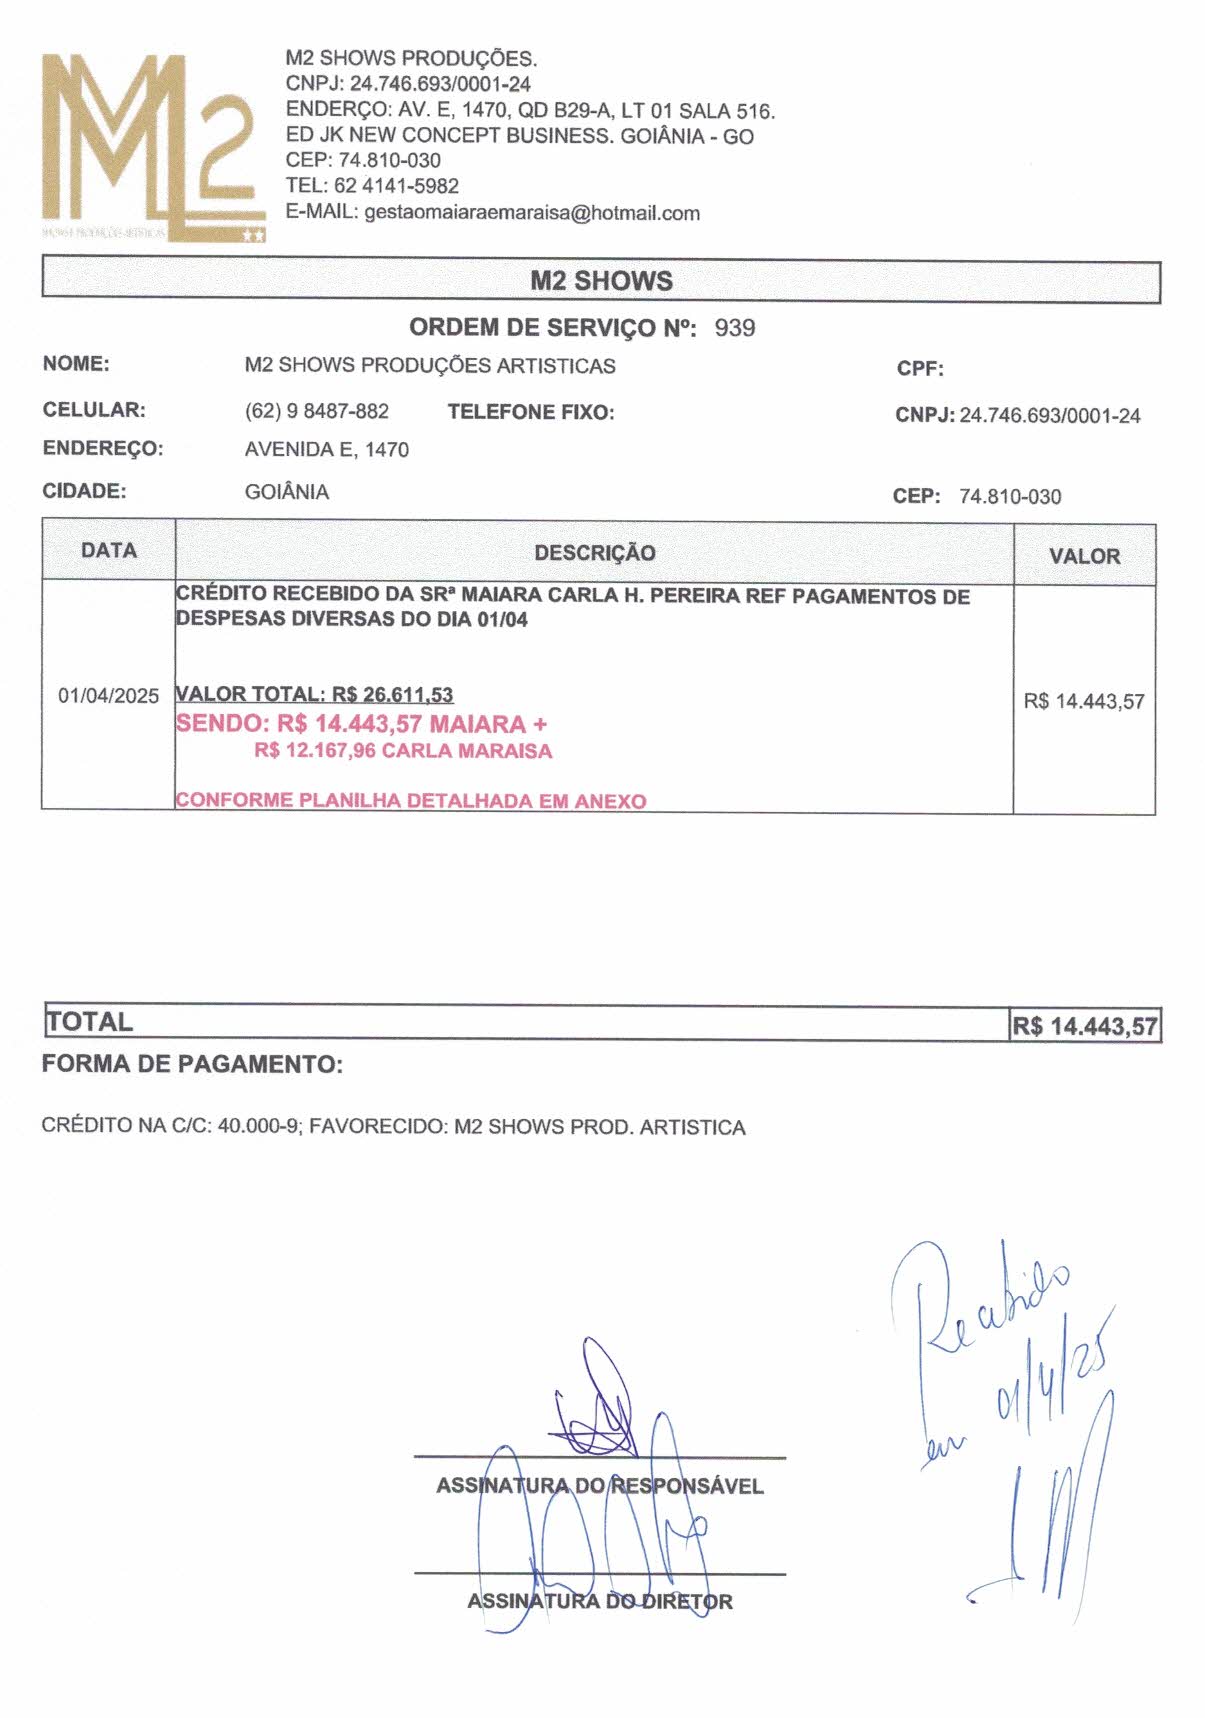 M2 SHOWS PRODUÇÕES.
CNPJ: 24.746.693/0001-24
ENDERÇO: AV. E, 1470, QD B29-A, LT 01 SALA 516.
ED JK NEW CONCEPT BUSINESS. GOIÂNIA - GO
CEP: 74.810-030
TEL: 62 4141-5982
E-MAIL: gestaomaiaraemaraisa@hotmail.com
M2
M2 SHOWS
ORDEM DE SERVIÇO Nº: 939
NOME: M2 SHOWS PRODUÇÕES ARTISTICAS CPF:
CELULAR: (62) 9 8487-882 TELEFONE FIXO: CNPJ: 24.746.693/0001-24
ENDEREÇO: AVENIDA E, 1470
CIDADE: GOIÂNIA CEP: 74.810-030
DATA DESCRIÇÃO VALOR
CRÉDITO RECEBIDO DA SRª MAIARA CARLA H. PEREIRA REF PAGAMENTOS DE
DESPESAS DIVERSAS DO DIA 01/04
01/04/2025 VALOR TOTAL: R$ 26.611,53 R$ 14.443,57
SENDO: R$ 14.443,57 MAIARA +
R$ 12.167,96 CARLA MARAISA
CONFORME PLANILHA DETALHADA EM ANEXO
TOTAL R$ 14.443,57
FORMA DE PAGAMENTO:
CRÉDITO NA C/C: 40.000-9; FAVORECIDO: M2 SHOWS PROD. ARTISTICA
Recebido
em 01/4/25
ASSINATURA DO RESPONSÁVEL
ASSINATURA DO DIRETOR